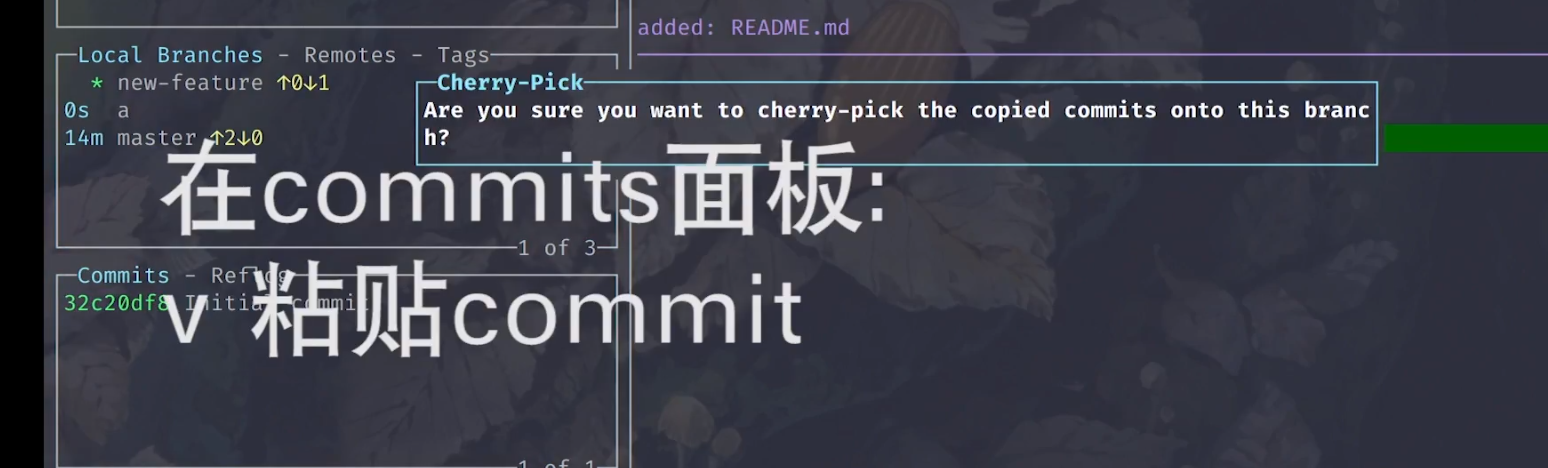 added: README.md
Local Branches - Remotes - Tags
* new-feature ↑0↓1
0s a
14m master ↑2↓0
1 of 3
Cherry-Pick
Are you sure you want to cherry-pick the copied commits onto this branc
h?
在commits面板:
v 粘贴commit
Commits - Reflog
32c20df8 Initial commit
1 of 1